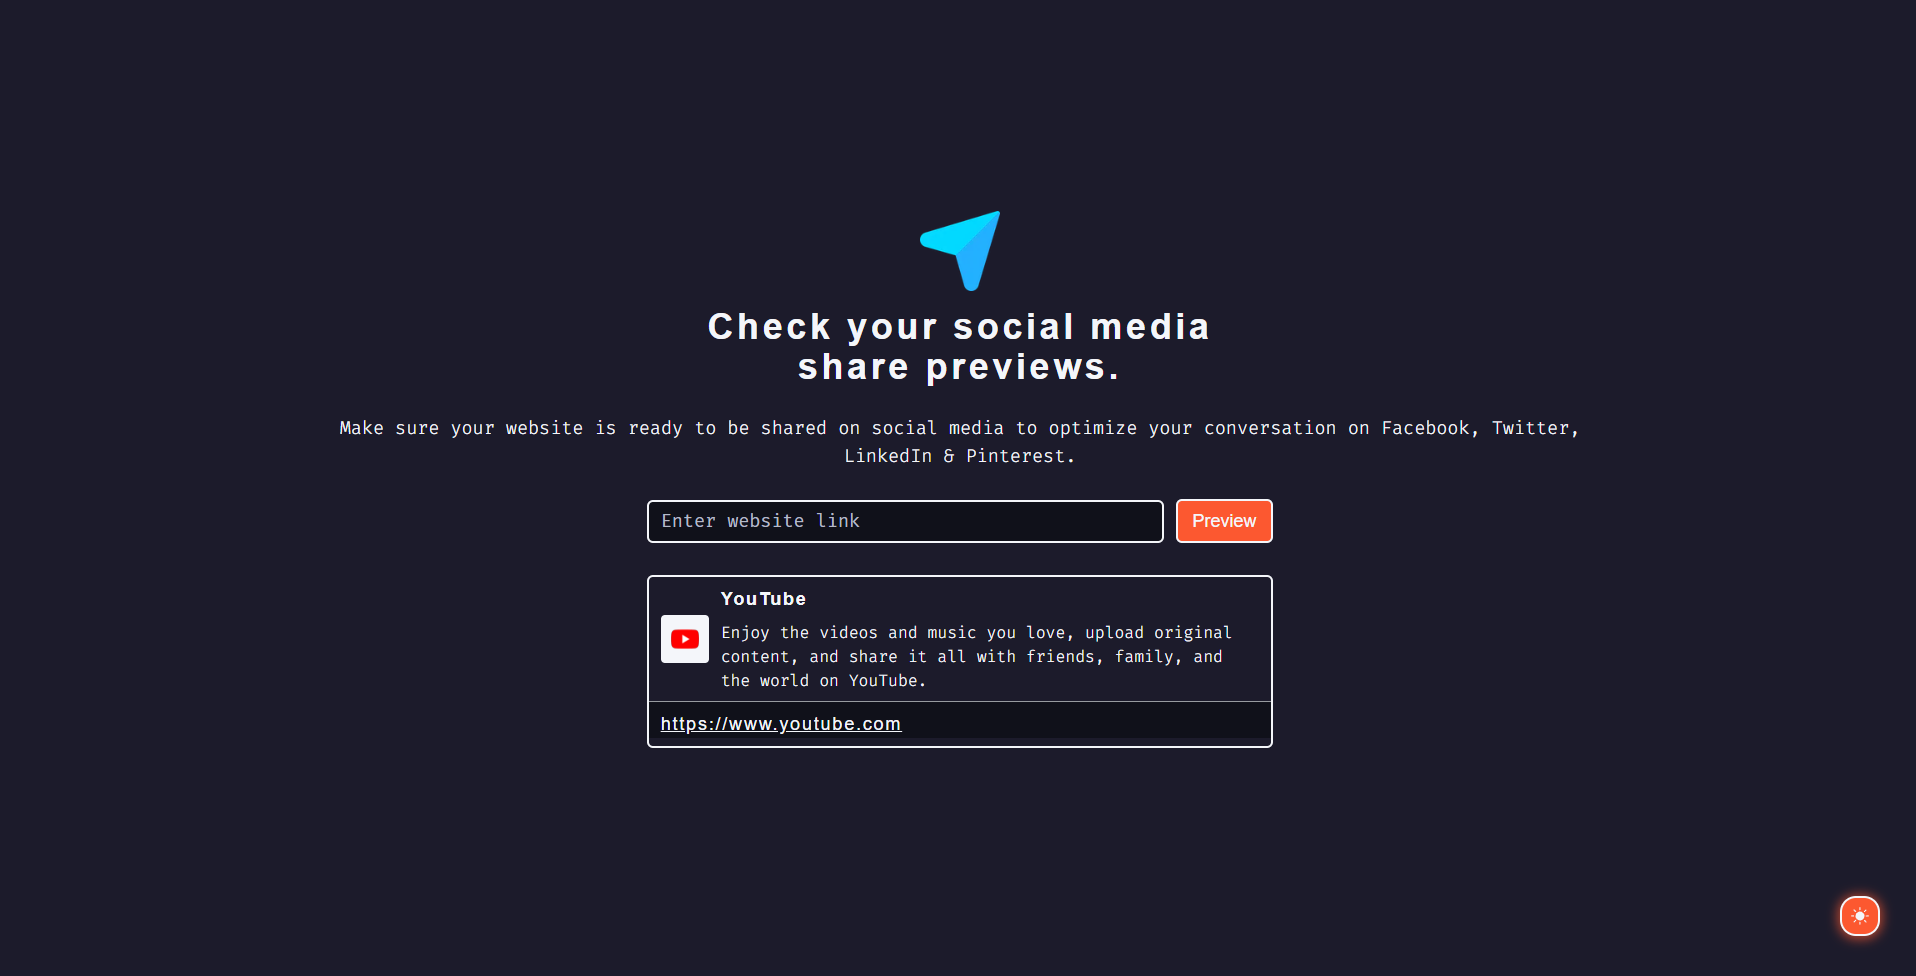 Check your social media
share previews.
Make sure your website is ready to be shared on social media to optimize your conversation on Facebook, Twitter,
LinkedIn & Pinterest.
Enter website link
Preview
YouTube
Enjoy the videos and music you love, upload original
content, and share it all with friends, family, and
the world on YouTube.
https://www.youtube.com